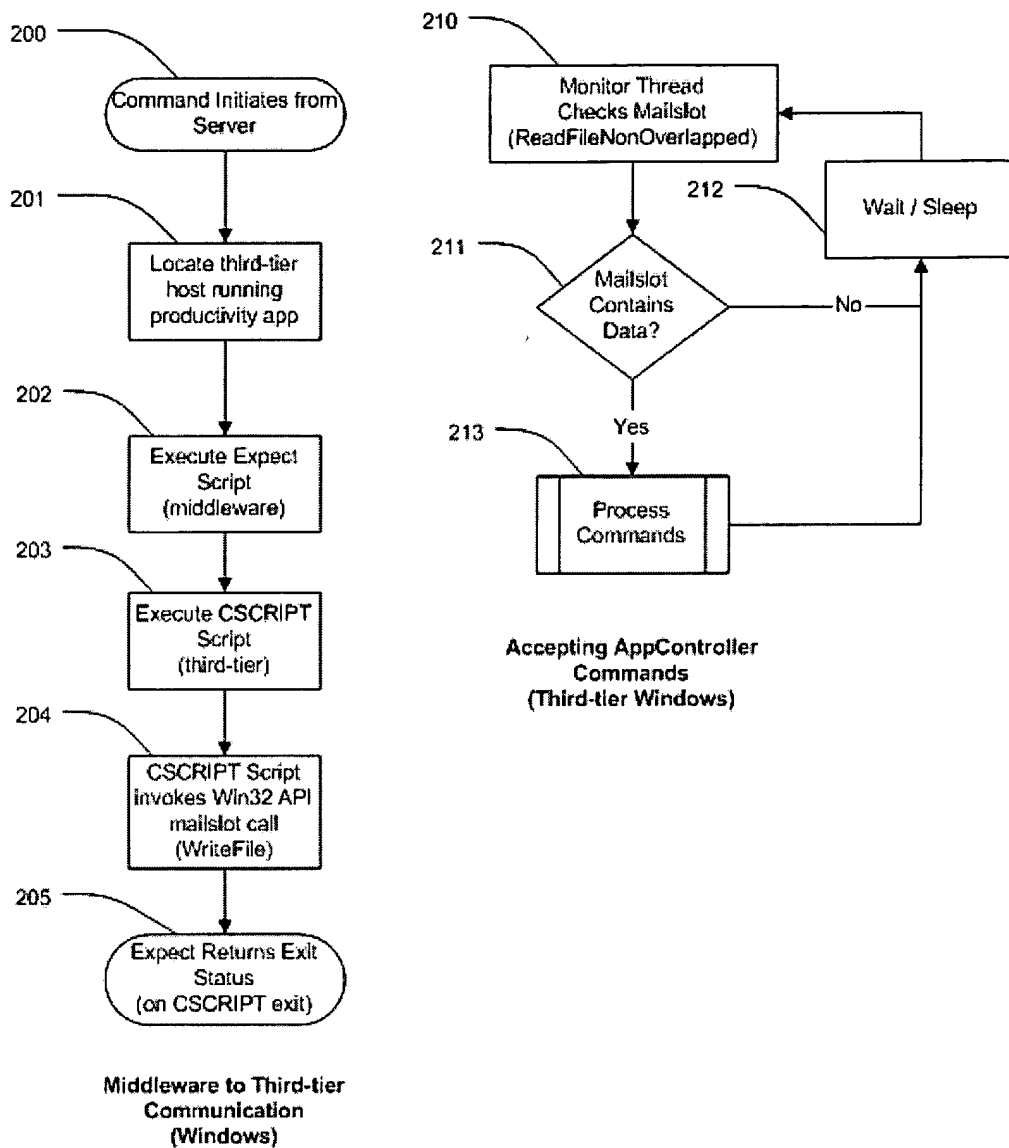 200
Command Initiates from
Server
201
Locate third-tier
host running
productivity app
202
Execute Expect
Script
(middleware)
203
Execute CSCRIPT
Script
(third-tier)
204
CSCRIPT Script
invokes Win32 API
mailslot call
(WriteFile)
205
Expect Returns Exit
Status
(on CSCRIPT exit)
Middleware to Third-tier
Communication
(Windows)
210
Monitor Thread
Checks Mailslot
(ReadFileNonOverlapped)
212
Wait / Sleep
211
Mailslot
Contains
Data?
No
Yes
213
Process
Commands
Accepting AppController
Commands
(Third-tier Windows)